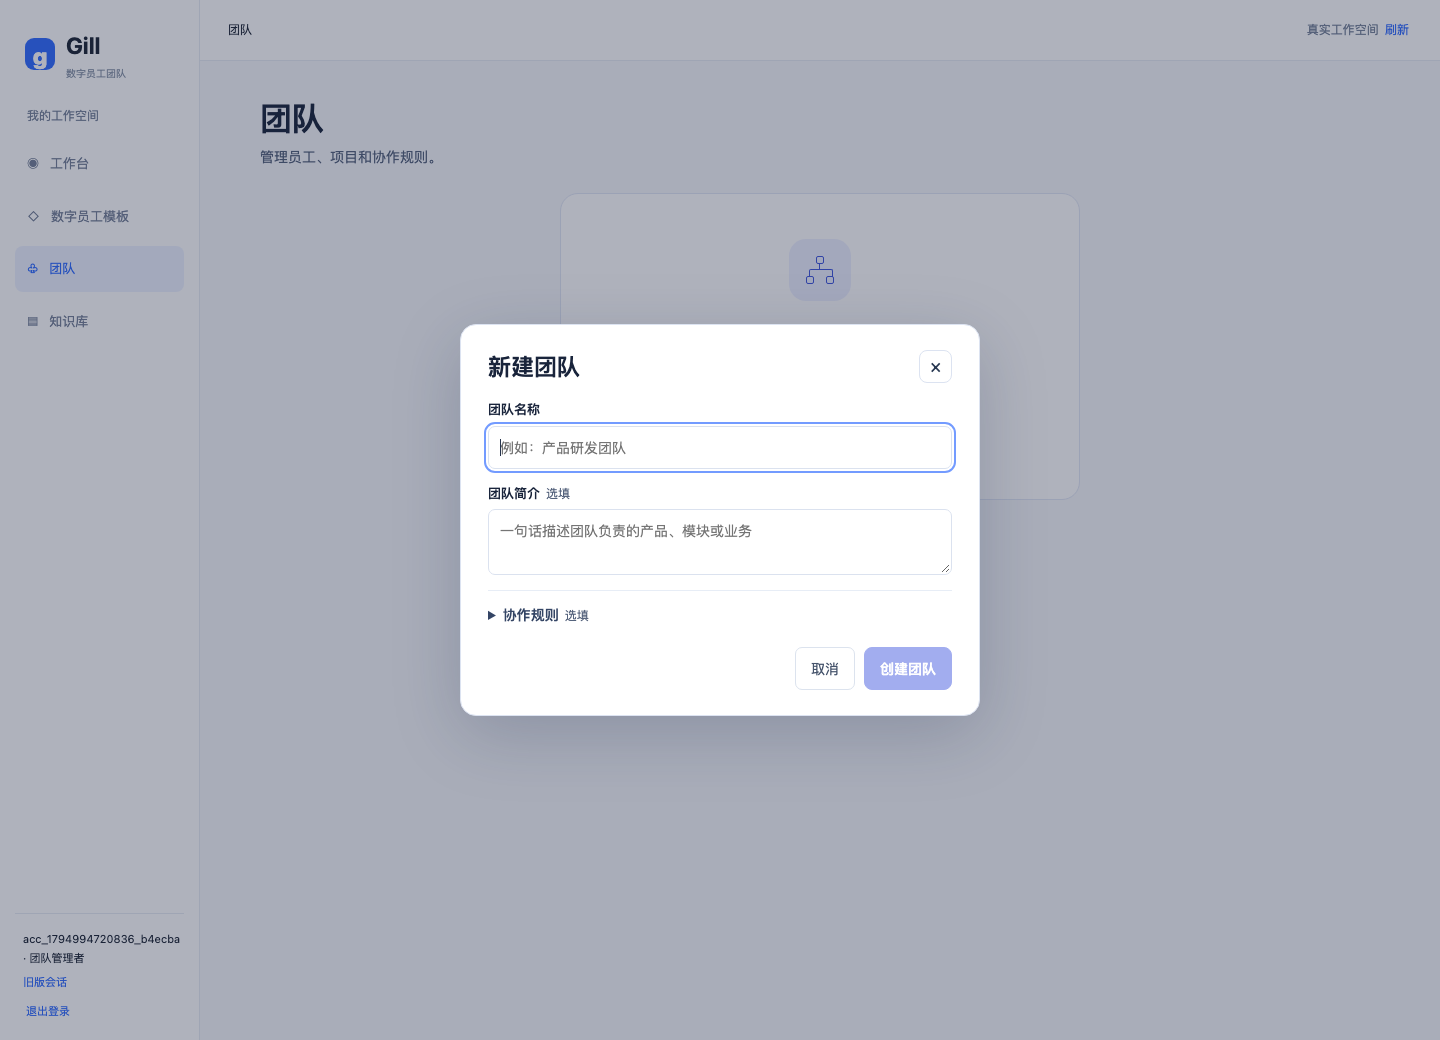 g
Gill
数字员工团队
我的工作空间
工作台
数字员工模板
团队
知识库
acc_1794994720836_b4ecba
· 团队管理者
旧版会话
退出登录
团队
真实工作空间 刷新
团队
管理员工、项目和协作规则。
新建团队
×
团队名称
例如：产品研发团队
团队简介 选填
一句话描述团队负责的产品、模块或业务
协作规则 选填
取消 创建团队